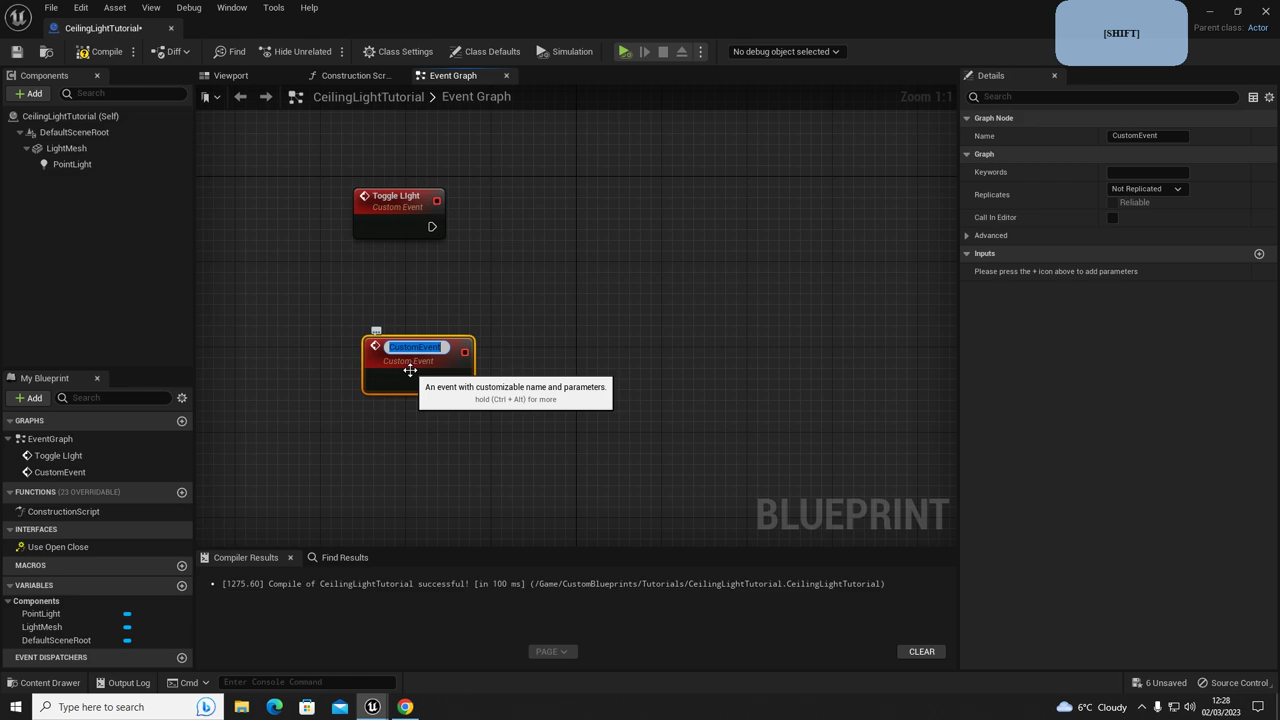 File Edit Asset View Debug Window Tools Help
[SHIFT]
CeilingLightTutorial*
Parent class: Actor
Compile Diff Find Hide Unrelated Class Settings Class Defaults Simulation No debug object selected
Components
Viewport Construction Scr... Event Graph
Details
Add Search
CeilingLightTutorial Event Graph Zoom 1:1
Search
CeilingLightTutorial (Self)
DefaultSceneRoot
LightMesh
PointLight
Graph Node
Name CustomEvent
Graph
Keywords
Replicates Not Replicated
Reliable
Call In Editor
Advanced
Inputs
Please press the + icon above to add parameters
Toggle LIght
Custom Event
CustomEvent
Custom Event
An event with customizable name and parameters.
hold (Ctrl + Alt) for more
BLUEPRINT
My Blueprint
Add Search
GRAPHS
EventGraph
Toggle LIght
CustomEvent
FUNCTIONS (23 OVERRIDABLE)
ConstructionScript
INTERFACES
Use Open Close
MACROS
VARIABLES
Components
PointLight
LightMesh
DefaultSceneRoot
EVENT DISPATCHERS
Compiler Results Find Results
[1275.60] Compile of CeilingLightTutorial successful! [in 100 ms] (/Game/CustomBlueprints/Tutorials/CeilingLightTutorial.CeilingLightTutorial)
PAGE CLEAR
Content Drawer Output Log Cmd Enter Console Command 6 Unsaved Source Control
Type here to search 6°C Cloudy 12:28
02/03/2023